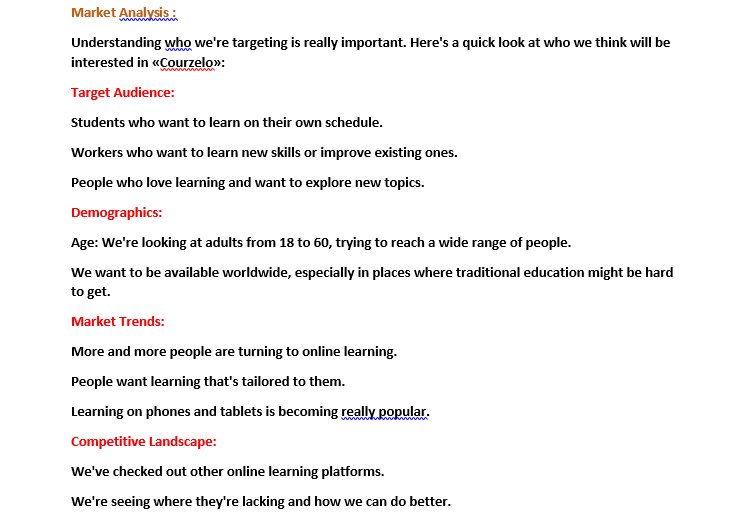 Market Analysis :
Understanding who we're targeting is really important. Here's a quick look at who we think will be
interested in «Courzelo»:
Target Audience:
Students who want to learn on their own schedule.
Workers who want to learn new skills or improve existing ones.
People who love learning and want to explore new topics.
Demographics:
Age: We're looking at adults from 18 to 60, trying to reach a wide range of people.
We want to be available worldwide, especially in places where traditional education might be hard
to get.
Market Trends:
More and more people are turning to online learning.
People want learning that's tailored to them.
Learning on phones and tablets is becoming really popular.
Competitive Landscape:
We've checked out other online learning platforms.
We're seeing where they're lacking and how we can do better.